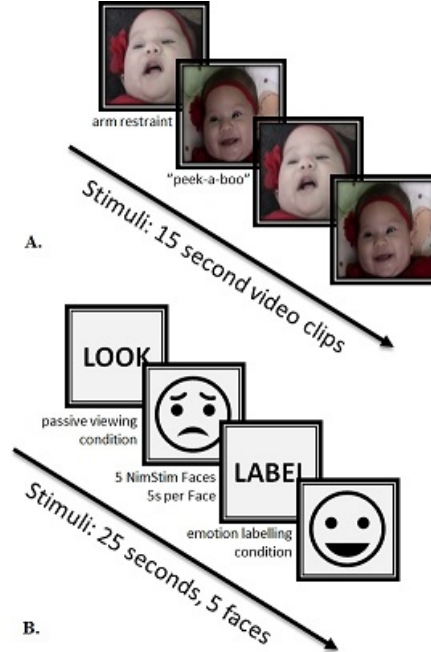 arm restraint
"peek-a-boo"
Stimuli: 15 second video clips
A.
LOOK
passive viewing
condition
5 NimStim Faces
5s per Face
LABEL
emotion labelling
condition
Stimuli: 25 seconds, 5 faces
B.